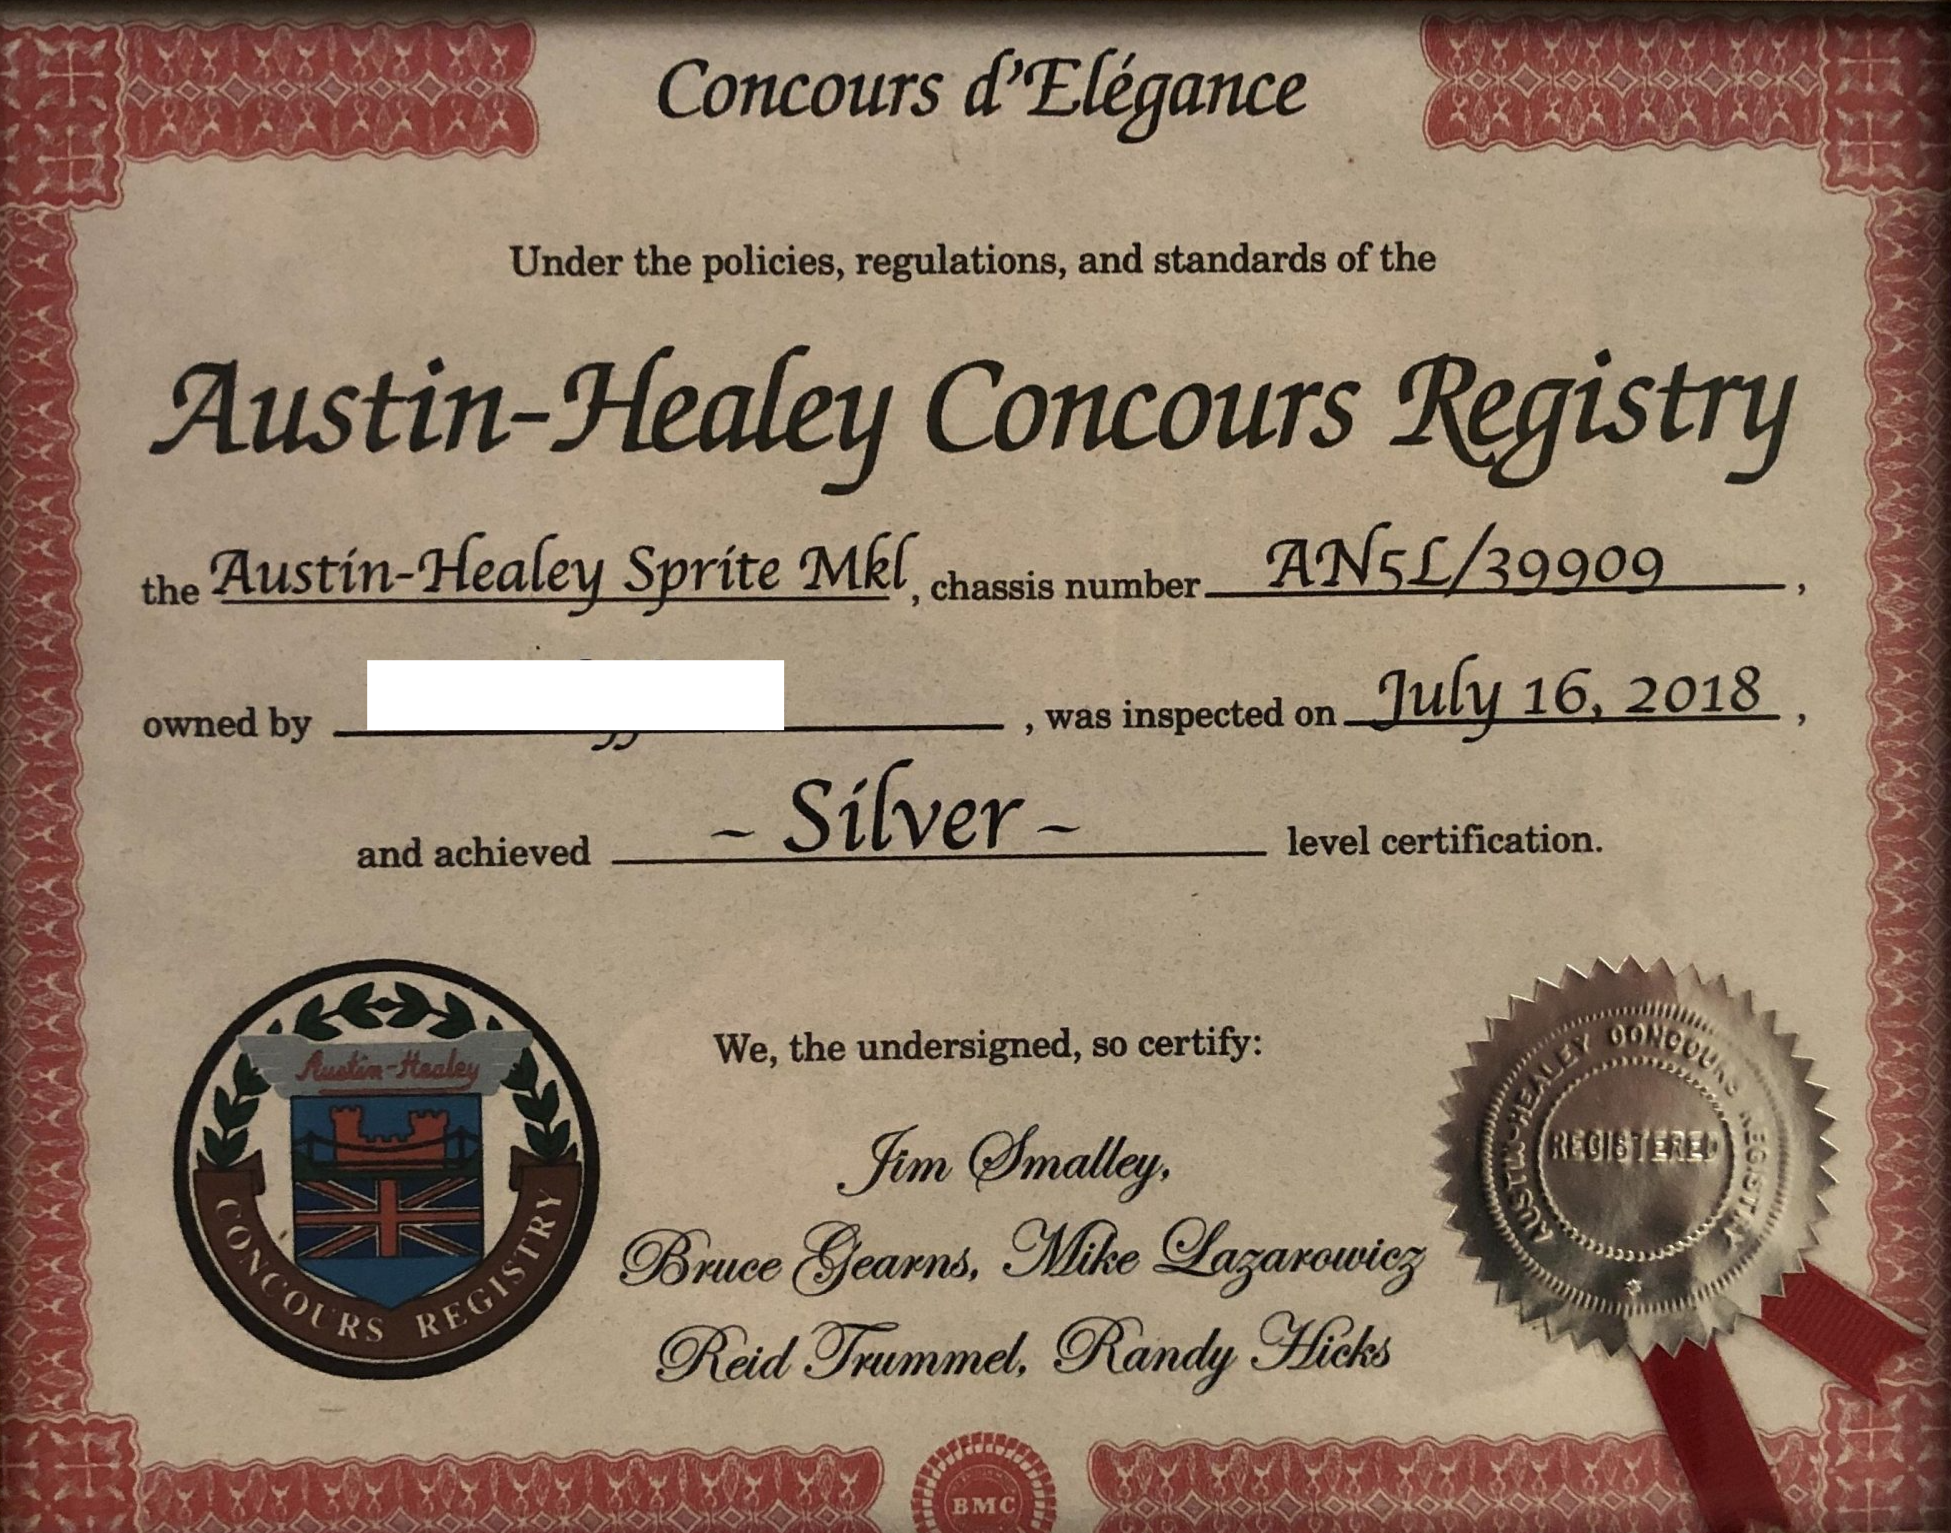 Concours d'Elégance
Under the policies, regulations, and standards of the
Austin-Healey Concours Registry
the Austin-Healey Sprite MkI, chassis number AN5L/39909,
owned by , was inspected on July 16, 2018,
and achieved ~ Silver ~ level certification.
We, the undersigned, so certify:
Jim Smalley,
Bruce Gearns, Mike Lazarowicz
Reid Trummel, Randy Hicks
Austin-Healey
CONCOURS REGISTRY
AUSTIN-HEALEY CONCOURS REGISTRY
REGISTERED
BMC